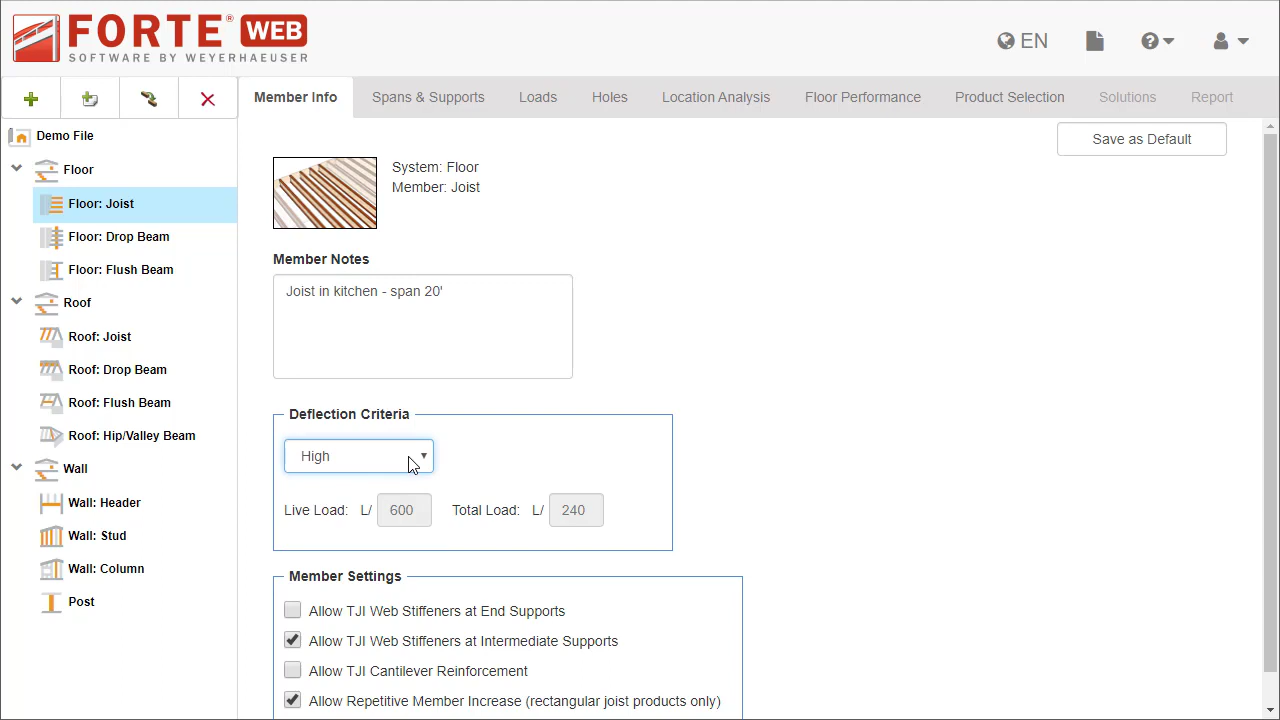 FORTE® WEB
SOFTWARE BY WEYERHAEUSER
EN
Member Info
Spans & Supports
Loads
Holes
Location Analysis
Floor Performance
Product Selection
Solutions
Report
Demo File
Floor
Floor: Joist
Floor: Drop Beam
Floor: Flush Beam
Roof
Roof: Joist
Roof: Drop Beam
Roof: Flush Beam
Roof: Hip/Valley Beam
Wall
Wall: Header
Wall: Stud
Wall: Column
Post
Save as Default
System: Floor
Member: Joist
Member Notes
Joist in kitchen - span 20'
Deflection Criteria
High
Live Load: L/ 600 Total Load: L/ 240
Member Settings
Allow TJI Web Stiffeners at End Supports
Allow TJI Web Stiffeners at Intermediate Supports
Allow TJI Cantilever Reinforcement
Allow Repetitive Member Increase (rectangular joist products only)